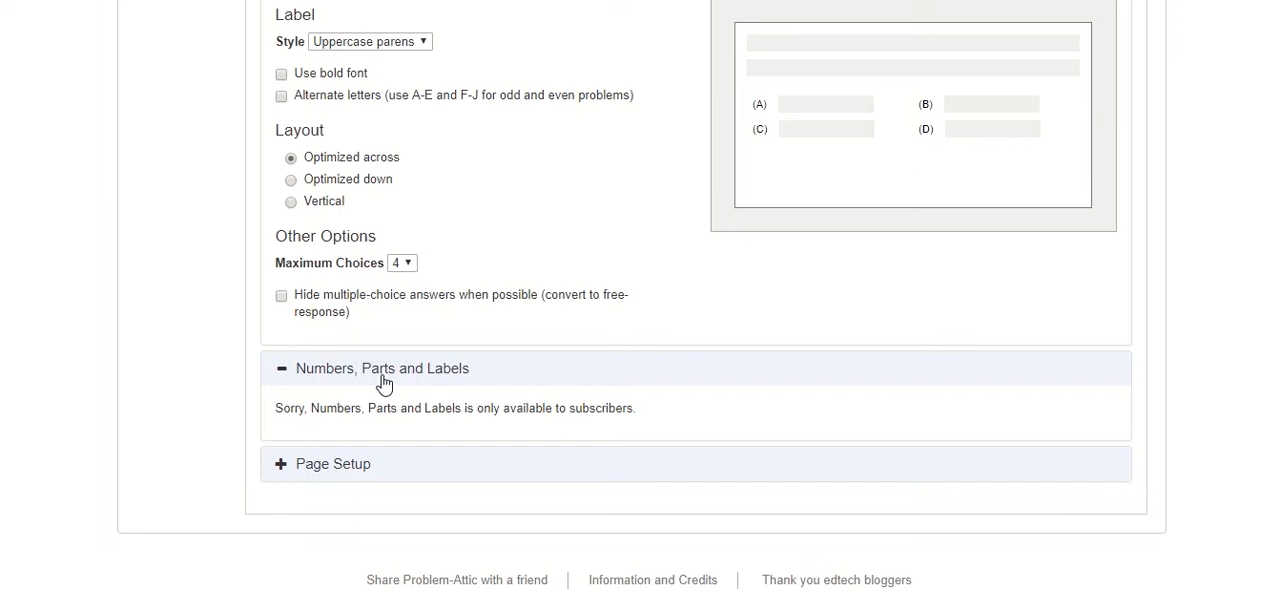 Label
Style Uppercase parens
Use bold font
Alternate letters (use A-E and F-J for odd and even problems)
Layout
Optimized across
Optimized down
Vertical
Other Options
Maximum Choices 4
Hide multiple-choice answers when possible (convert to free-
response)
(A) (B)
(C) (D)
Numbers, Parts and Labels
Sorry, Numbers, Parts and Labels is only available to subscribers.
Page Setup
Share Problem-Attic with a friend Information and Credits Thank you edtech bloggers